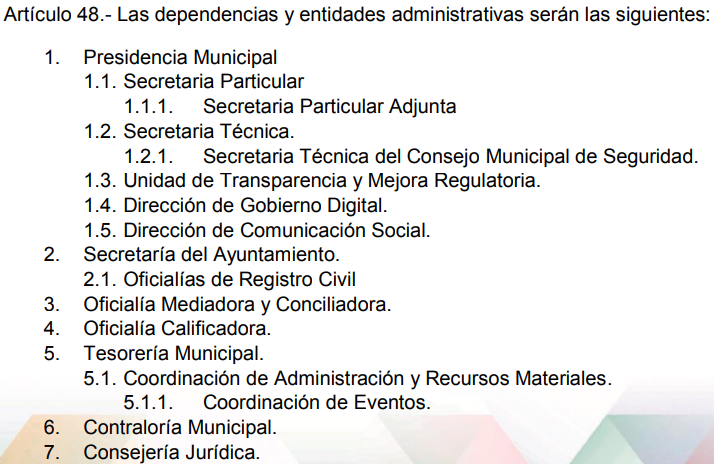 Artículo 48.- Las dependencias y entidades administrativas serán las siguientes:
1. Presidencia Municipal
1.1. Secretaria Particular
1.1.1. Secretaria Particular Adjunta
1.2. Secretaria Técnica.
1.2.1. Secretaria Técnica del Consejo Municipal de Seguridad.
1.3. Unidad de Transparencia y Mejora Regulatoria.
1.4. Dirección de Gobierno Digital.
1.5. Dirección de Comunicación Social.
2. Secretaría del Ayuntamiento.
2.1. Oficialías de Registro Civil
3. Oficialía Mediadora y Conciliadora.
4. Oficialía Calificadora.
5. Tesorería Municipal.
5.1. Coordinación de Administración y Recursos Materiales.
5.1.1. Coordinación de Eventos.
6. Contraloría Municipal.
7. Consejería Jurídica.